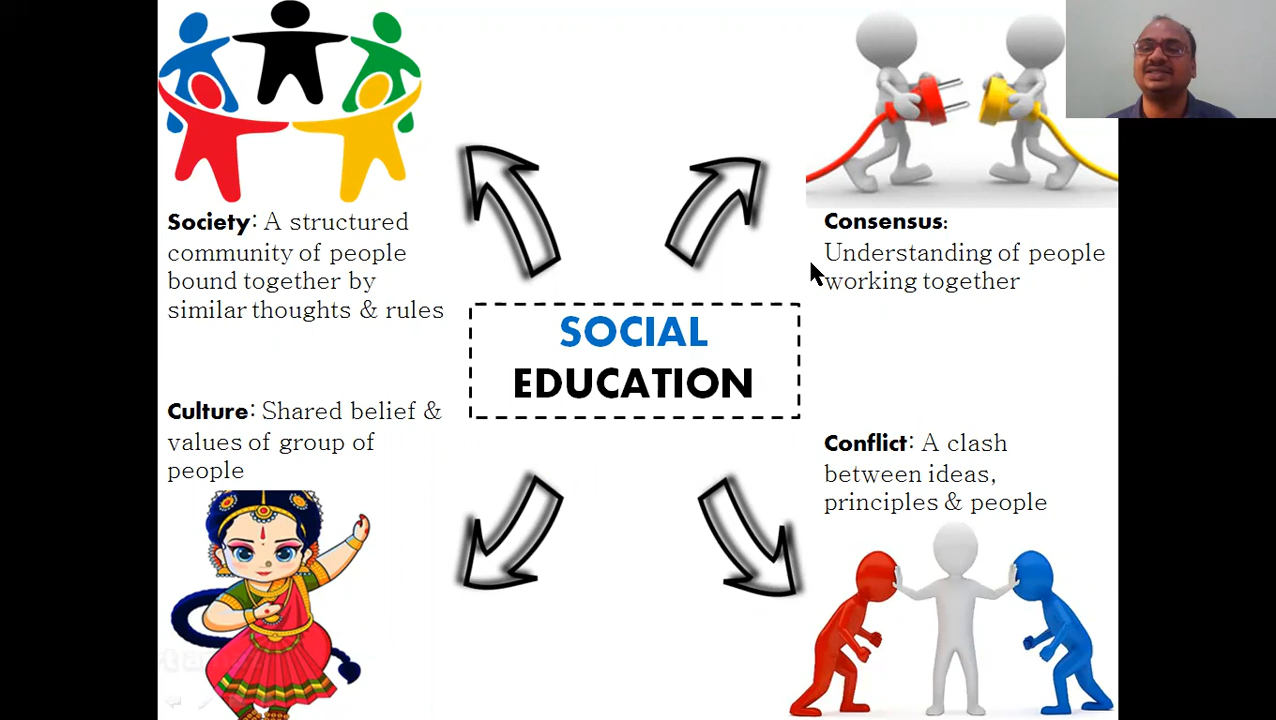 Society: A structured
community of people
bound together by
similar thoughts & rules
Consensus:
Understanding of people
working together
SOCIAL
EDUCATION
Culture: Shared belief &
values of group of
people
Conflict: A clash
between ideas,
principles & people